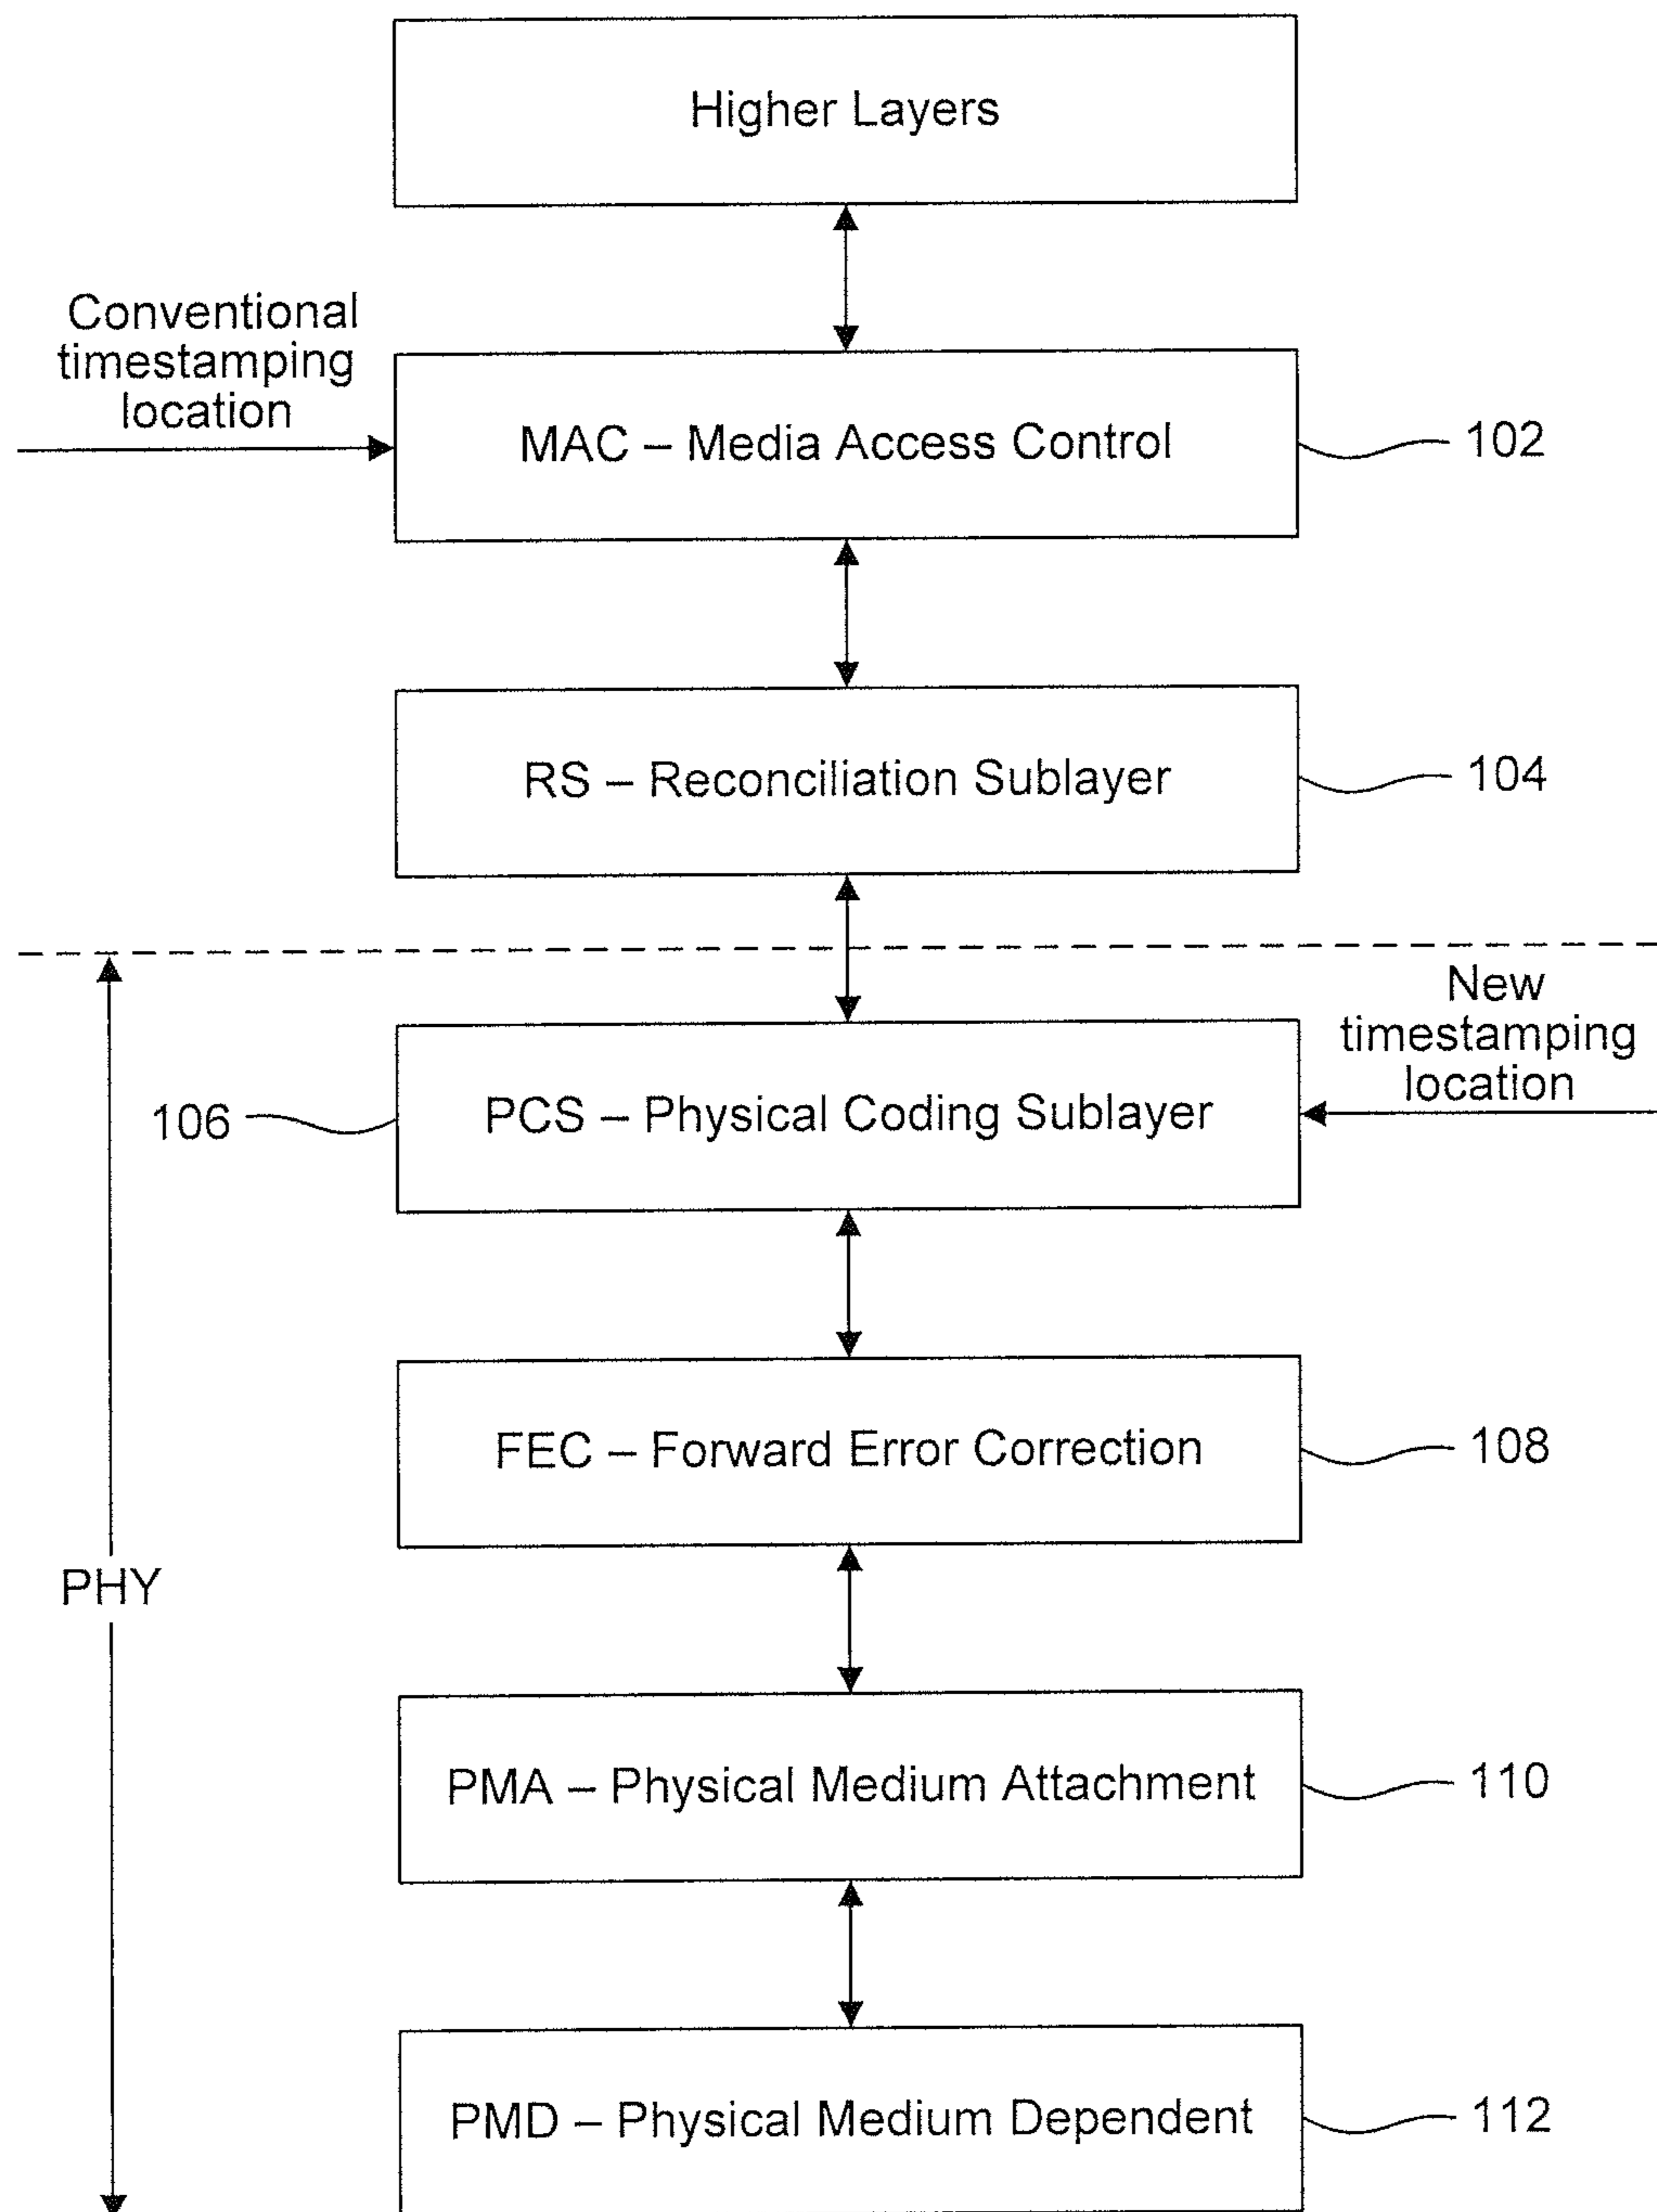 Higher Layers
Conventional
timestamping
location
MAC – Media Access Control
102
RS – Reconciliation Sublayer
104
New
timestamping
location
PCS – Physical Coding Sublayer
106
FEC – Forward Error Correction
108
PHY
PMA – Physical Medium Attachment
110
PMD – Physical Medium Dependent
112